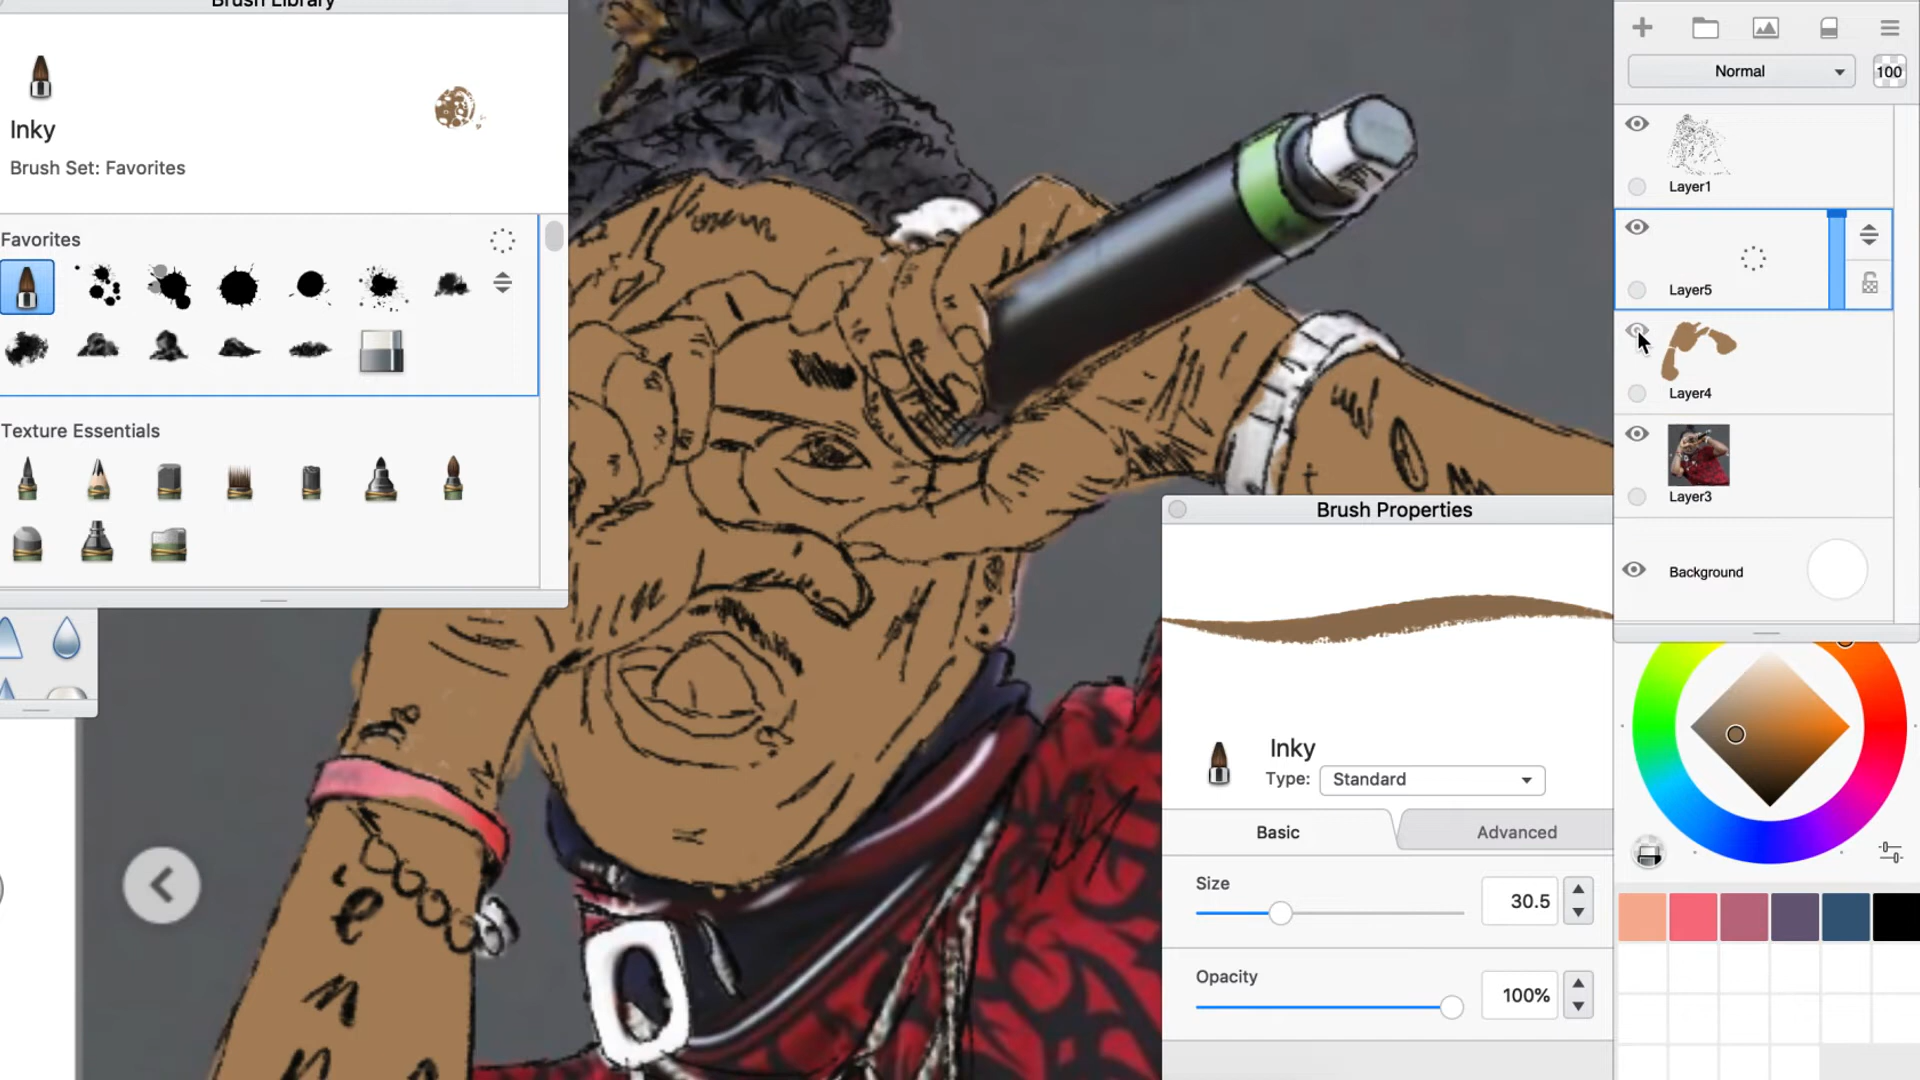 Brush Library
Inky
Brush Set: Favorites
Favorites
Texture Essentials
Brush Properties
Inky
Type: Standard
Basic
Advanced
Size
30.5
Opacity
100%
Normal
100
Layer1
Layer5
Layer4
Layer3
Background